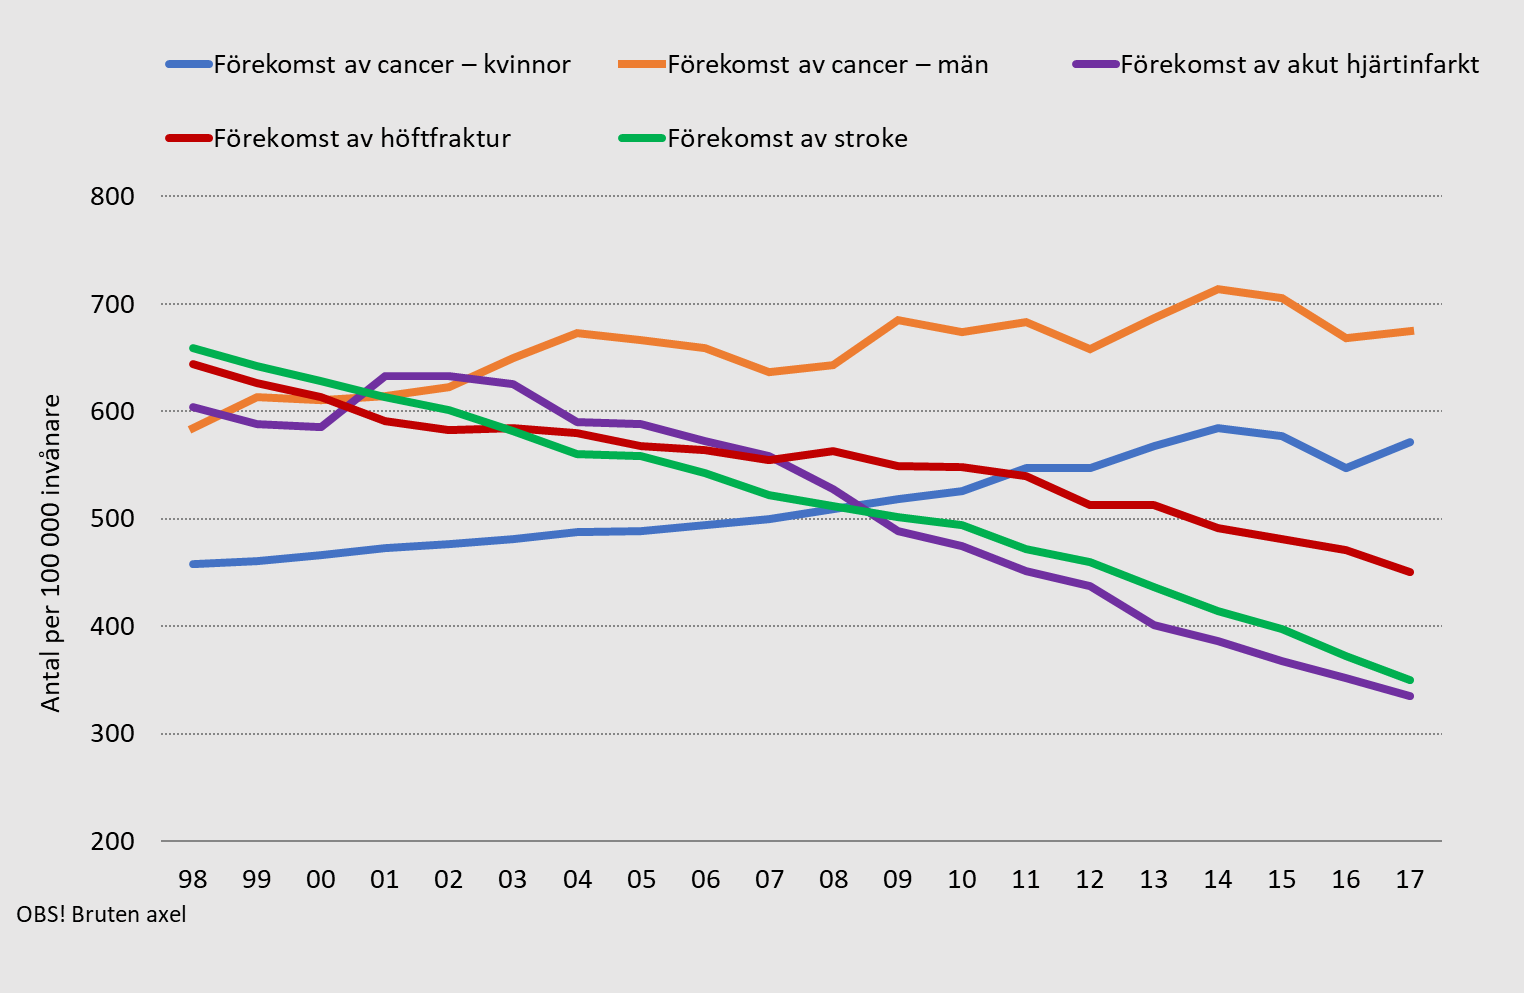 Förekomst av cancer – kvinnor
Förekomst av cancer – män
Förekomst av akut hjärtinfarkt
Förekomst av höftfraktur
Förekomst av stroke
Antal per 100 000 invånare
800
700
600
500
400
300
200
98 99 00 01 02 03 04 05 06 07 08 09 10 11 12 13 14 15 16 17
OBS! Bruten axel